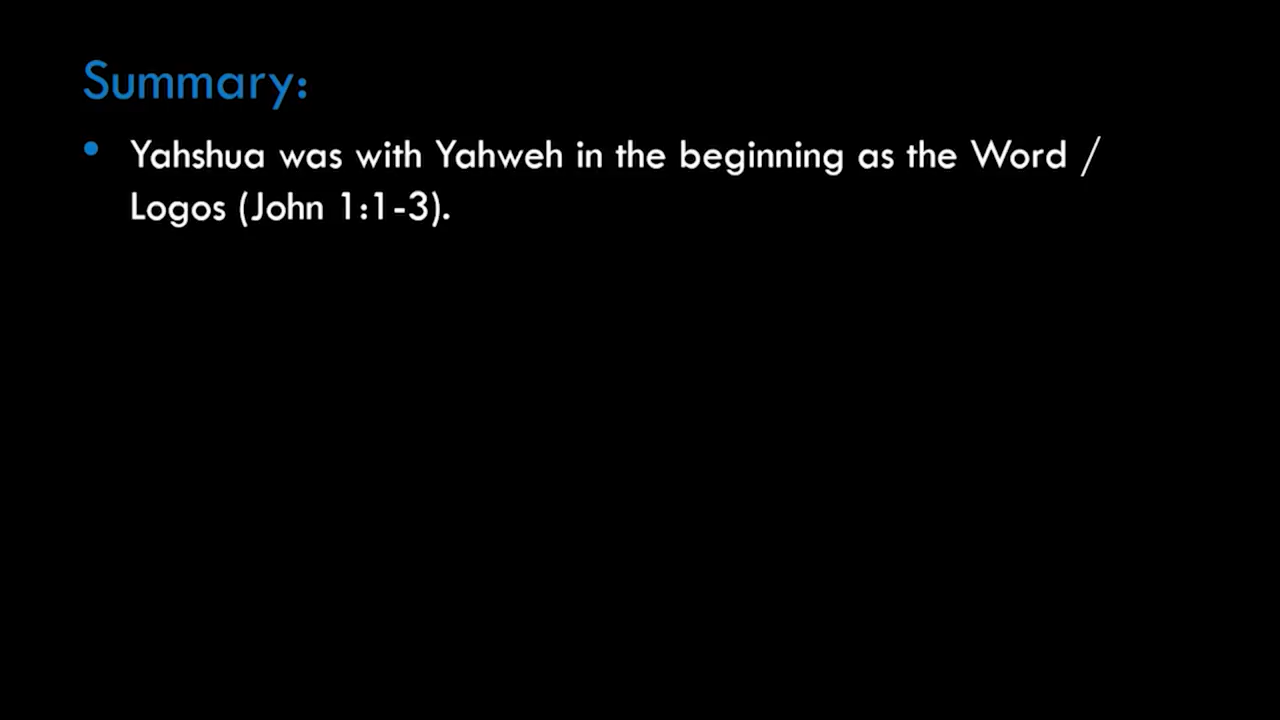 Summary:
• Yahshua was with Yahweh in the beginning as the Word /
Logos (John 1:1-3).